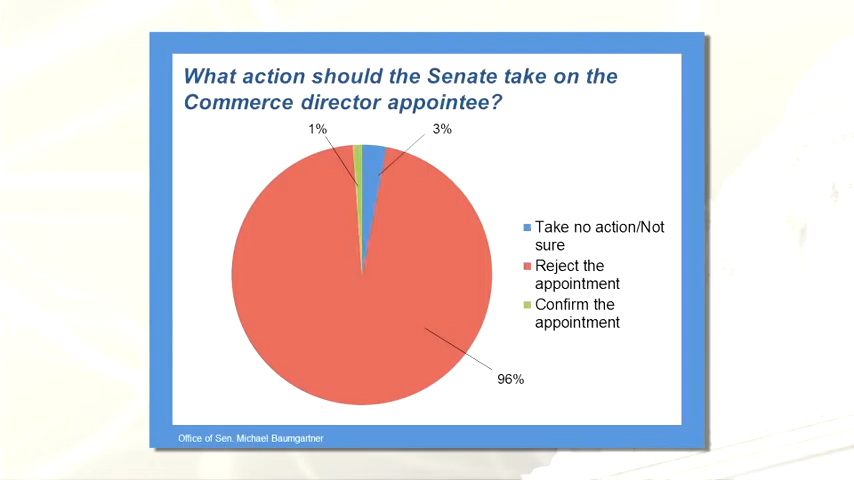 What action should the Senate take on the
Commerce director appointee?
1%
3%
Take no action/Not
sure
Reject the
appointment
Confirm the
appointment
96%
Office of Sen. Michael Baumgartner